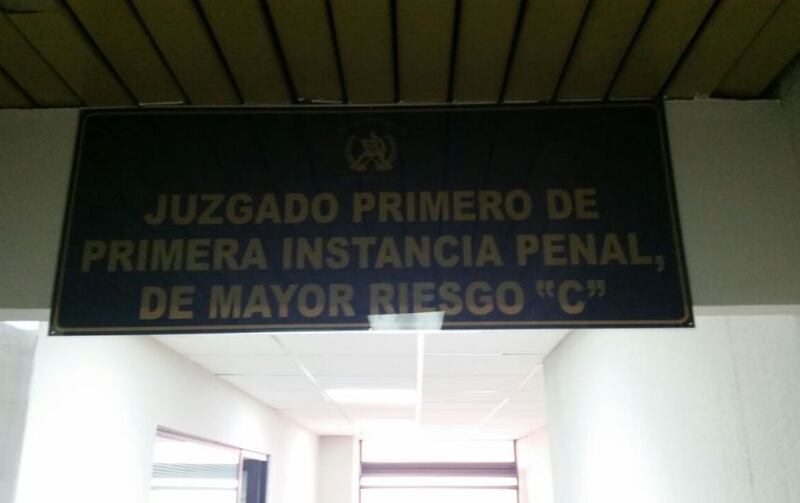 JUZGADO PRIMERO DE
PRIMERA INSTANCIA PENAL,
DE MAYOR RIESGO “C”